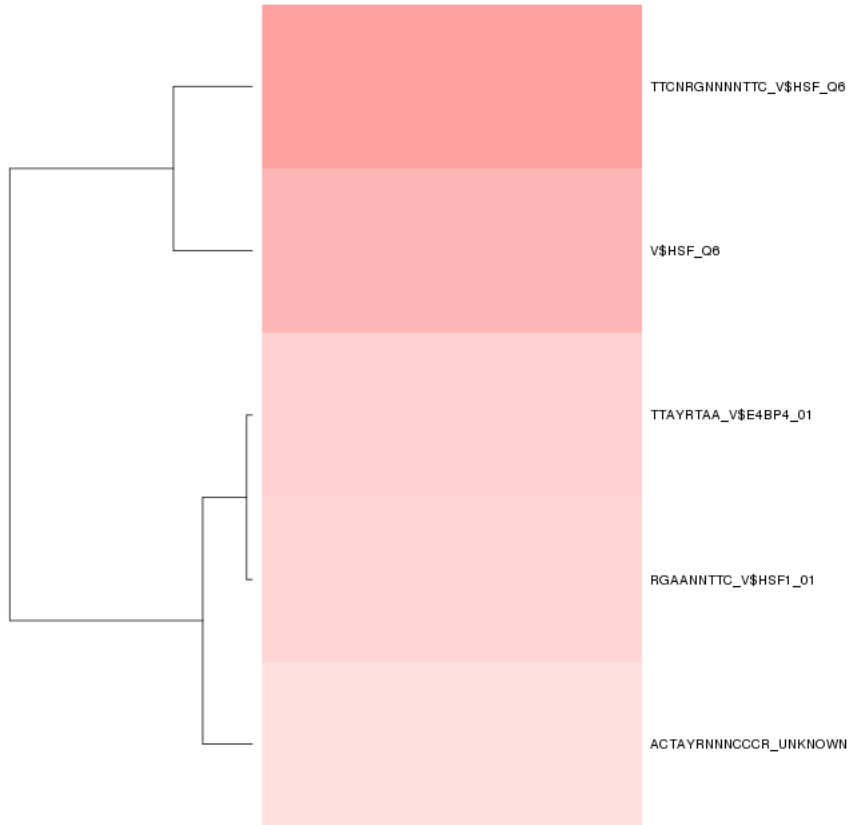 TTCNRGNNNNTTC_V$HSF_Q6
V$HSF_Q6
TTAYRTAA_V$E4BP4_01
RGAANNTTC_V$HSF1_01
ACTAYRNNNCCCR_UNKNOWN